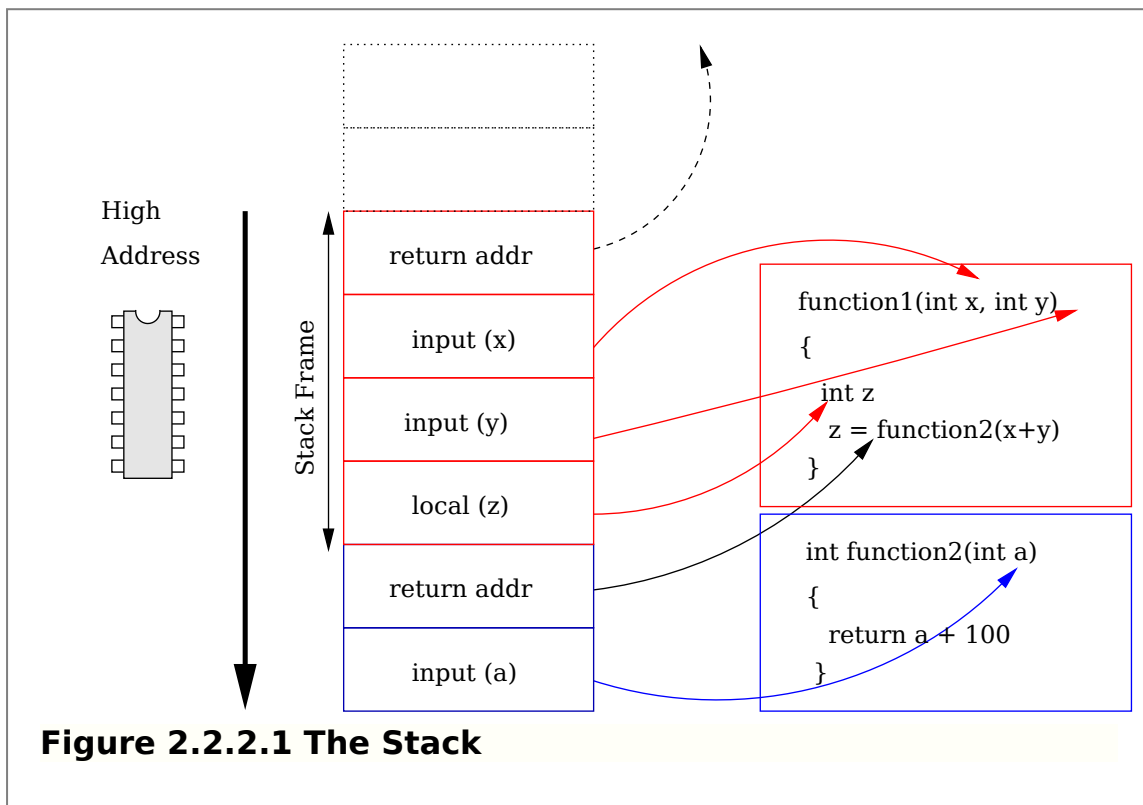 High
Address
Stack Frame
return addr
input (x)
input (y)
local (z)
return addr
input (a)
function1(int x, int y)
{
int z
z = function2(x+y)
}
int function2(int a)
{
return a + 100
}
Figure 2.2.2.1 The Stack